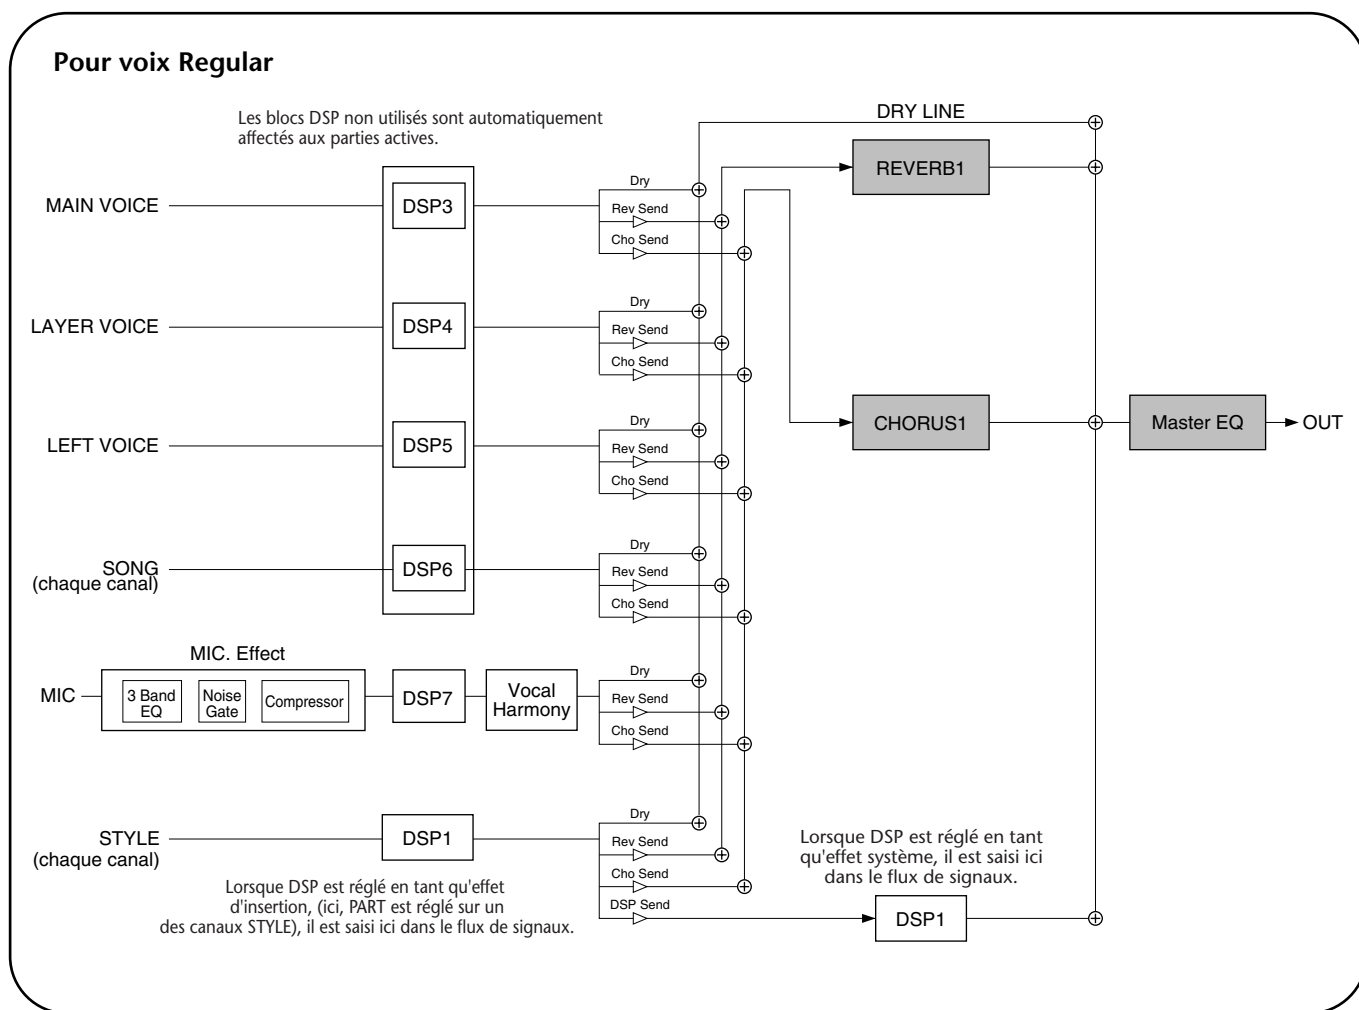 Pour voix Regular
Les blocs DSP non utilisés sont automatiquement
affectés aux parties actives.
DRY LINE
REVERB1
MAIN VOICE
DSP3
Dry
Rev Send
Cho Send
LAYER VOICE
DSP4
Dry
Rev Send
Cho Send
CHORUS1
Master EQ
OUT
LEFT VOICE
DSP5
Dry
Rev Send
Cho Send
SONG
(chaque canal)
DSP6
Dry
Rev Send
Cho Send
MIC. Effect
MIC
3 Band
EQ
Noise
Gate
Compressor
DSP7
Vocal
Harmony
Dry
Rev Send
Cho Send
STYLE
(chaque canal)
DSP1
Dry
Rev Send
Cho Send
DSP Send
Lorsque DSP est réglé en tant qu'effet
d'insertion, (ici, PART est réglé sur un
des canaux STYLE), il est saisi ici dans le flux de signaux.
Lorsque DSP est réglé en tant
qu'effet système, il est saisi ici
dans le flux de signaux.
DSP1